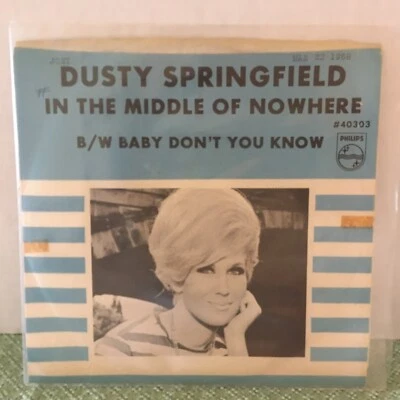 DUSTY SPRINGFIELD
IN THE MIDDLE OF NOWHERE
#40303
B/W BABY DON'T YOU KNOW
PHILIPS